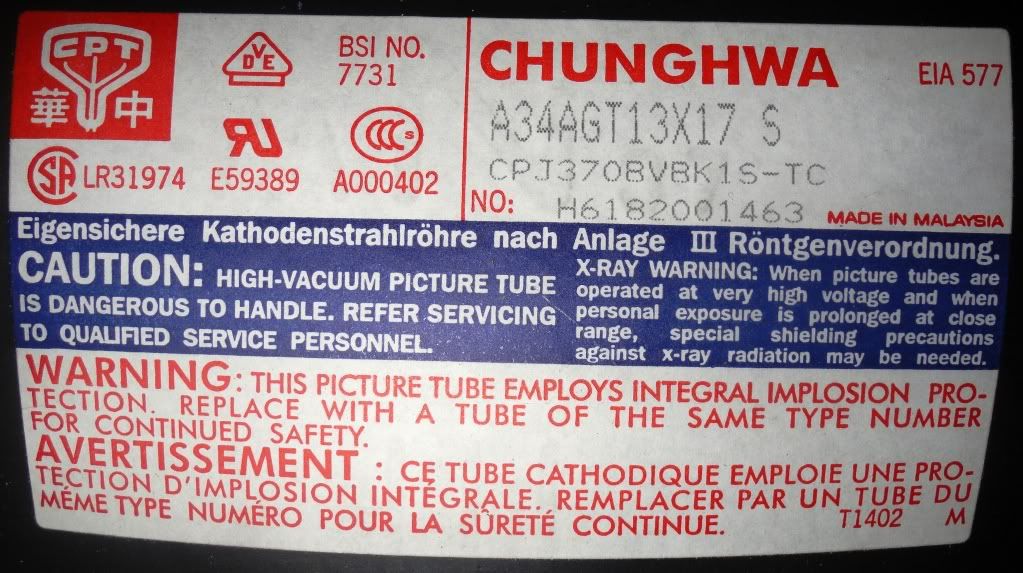 CPT
華 中
VDE
BSI NO.
7731
CHUNGHWA
EIA 577
A34AGT13X17 S
CPJ370BVBK1S-TC
SA LR31974
RU
E59389
CCC S
A000402
NO: H6182001463
MADE IN MALAYSIA
Eigensichere Kathodenstrahlröhre nach Anlage III Röntgenverordnung.
CAUTION: HIGH-VACUUM PICTURE TUBE
IS DANGEROUS TO HANDLE. REFER SERVICING
TO QUALIFIED SERVICE PERSONNEL.
X-RAY WARNING: When picture tubes are
operated at very high voltage and when
personal exposure is prolonged at close
range, special shielding precautions
against x-ray radiation may be needed.
WARNING: THIS PICTURE TUBE EMPLOYS INTEGRAL IMPLOSION PRO-
TECTION. REPLACE WITH A TUBE OF THE SAME TYPE NUMBER
FOR CONTINUED SAFETY.
AVERTISSEMENT : CE TUBE CATHODIQUE EMPLOIE UNE PRO-
TECTION D'IMPLOSION INTÉGRALE. REMPLACER PAR UN TUBE DU
MÉME TYPE NUMÉRO POUR LA SÛRETÉ CONTINUE.
T1402 M